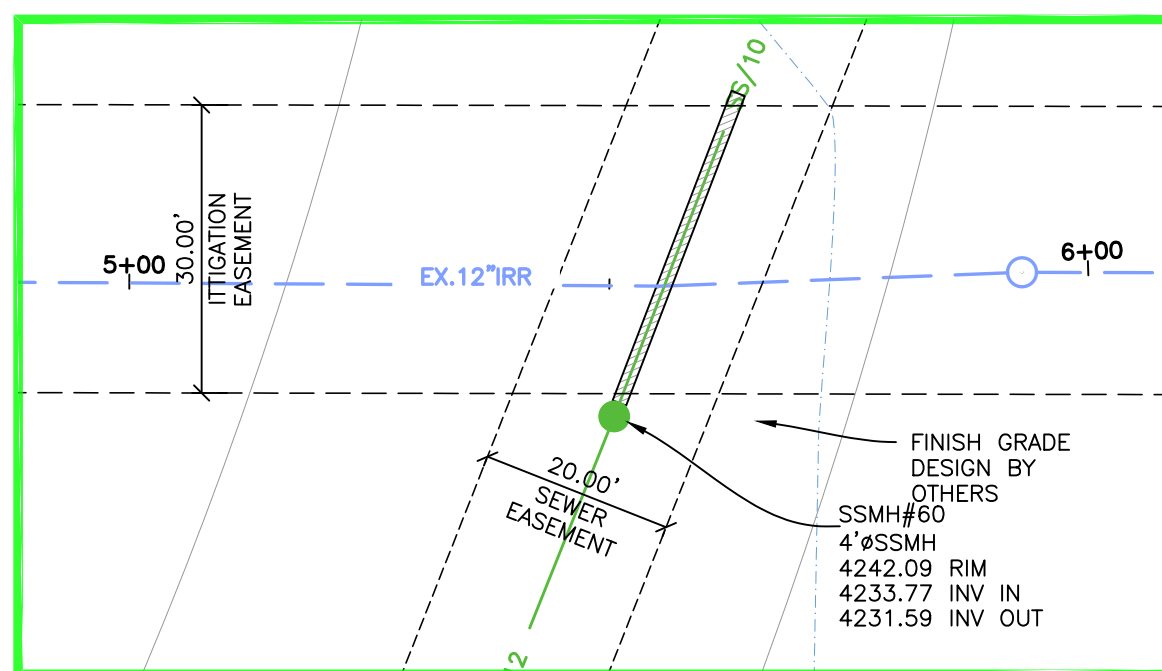 SS/10
30.00'
ITTIGATION
EASEMENT
5+00
EX.12"IRR
6+00
20.00'
SEWER
EASEMENT
FINISH GRADE
DESIGN BY
OTHERS
SSMH#60
4'øSSMH
4242.09 RIM
4233.77 INV IN
4231.59 INV OUT